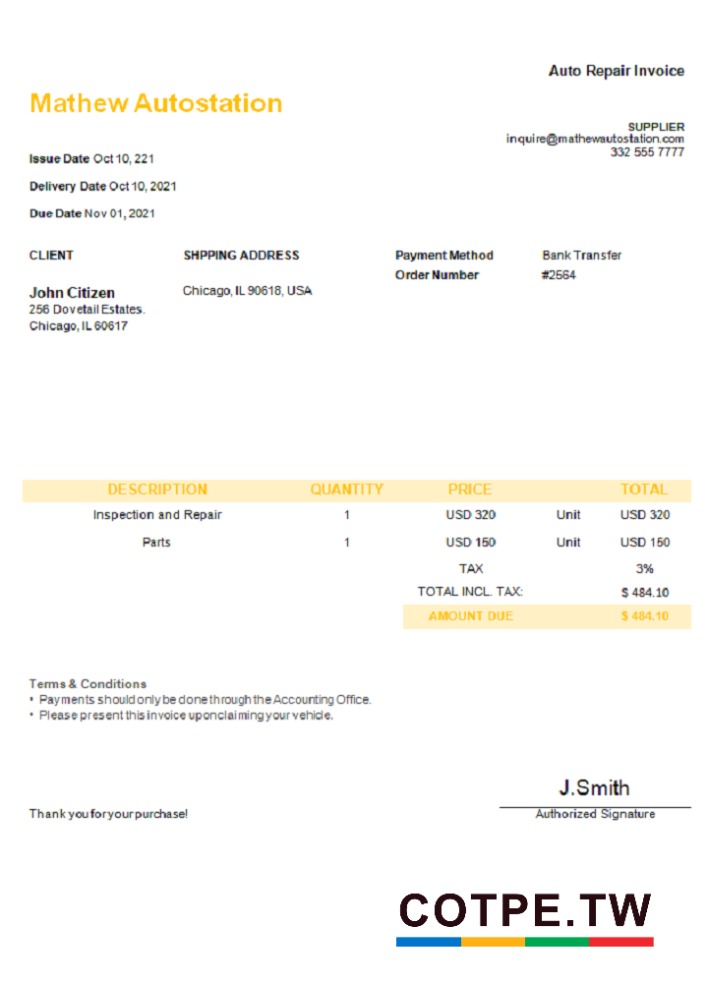 Auto Repair Invoice
Mathew Autostation
SUPPLIER
inquire@mathewautostation.com
332 555 7777
Issue Date Oct 10, 221
Delivery Date Oct 10, 2021
Due Date Nov 01, 2021
CLIENT SHPPING ADDRESS Payment Method Bank Transfer
Order Number #2564
John Citizen Chicago, IL 90618, USA
256 Dovetail Estates.
Chicago, IL 60617
DESCRIPTION QUANTITY PRICE TOTAL
Inspection and Repair 1 USD 320 Unit USD 320
Parts 1 USD 150 Unit USD 150
TAX 3%
TOTAL INCL. TAX: $ 484.10
AMOUNT DUE $ 484.10
Terms & Conditions
• Payments should only be done through the Accounting Office.
• Please present this invoice upon claiming your vehicle.
J.Smith
Thank you for your purchase! Authorized Signature
COTPE.TW